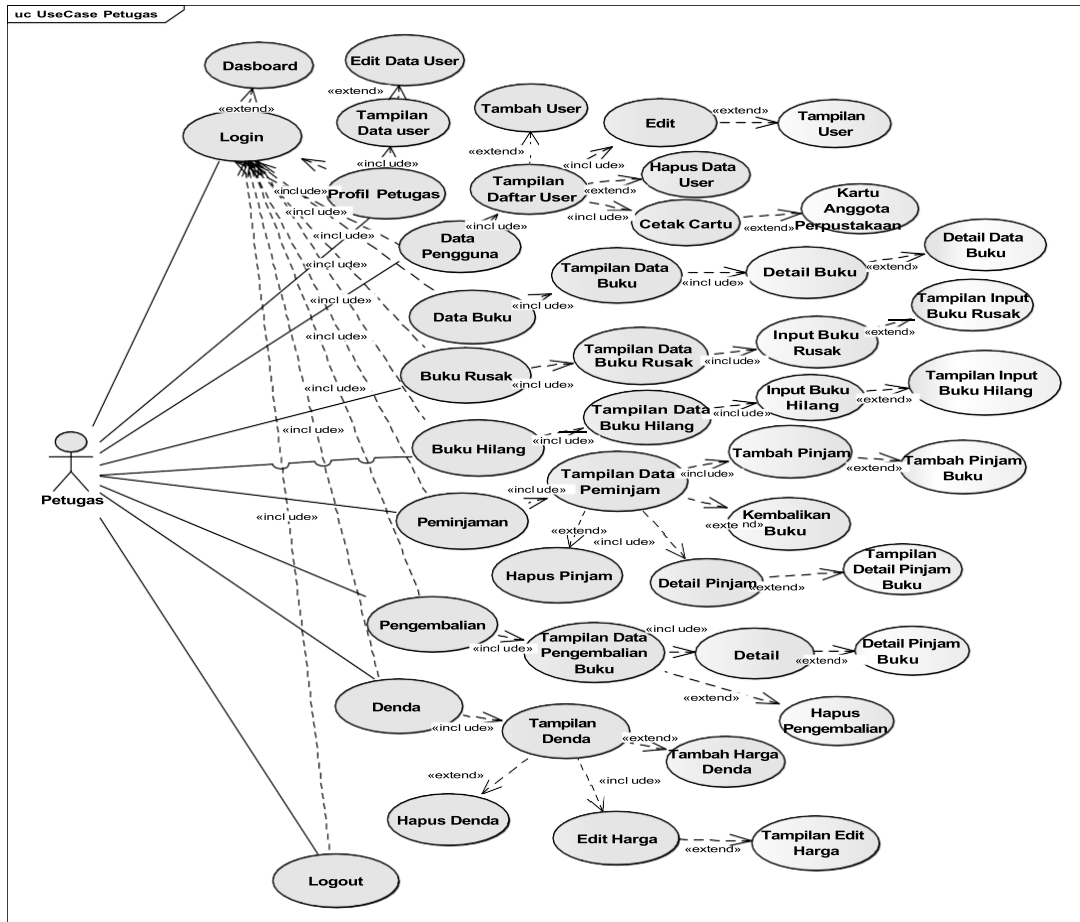 uc UseCase Petugas
Dasboard
Edit Data User
«extend»
«extend»
Tambah User
Tampilan
Data user
Edit
«extend»
Tampilan
User
Login
«extend»
«include»
«include»
Hapus Data
User
Profil Petugas
«include»
Tampilan
Daftar User
«extend»
«include»
Cetak Cartu
«extend»
Kartu
Anggota
Perpustakaan
«include»
«include»
Data
Pengguna
«include»
Tampilan Data
Buku
«include»
Detail Buku
«extend»
Detail Data
Buku
«include»
Data Buku
«include»
Tampilan Input
Buku Rusak
«include»
Buku Rusak
«include»
Tampilan Data
Buku Rusak
«include»
Input Buku
Rusak
«extend»
«include»
Tampilan Input
Buku Hilang
«include»
Buku Hilang
«include»
Tampilan Data
Buku Hilang
«include»
Input Buku
Hilang
«extend»
«include»
Tambah Pinjam
«extend»
Tambah Pinjam
Buku
Petugas
Tampilan Data
Peminjam
«include»
«include»
Peminjaman
«include»
«extend»
Kembalikan
Buku
«extend»
«include»
Hapus Pinjam
Detail Pinjam
«extend»
Tampilan
Detail Pinjam
Buku
Pengembalian
«include»
Tampilan Data
Pengembalian
Buku
«include»
Detail
«extend»
Detail Pinjam
Buku
«extend»
Hapus
Pengembalian
Denda
«include»
Tampilan
Denda
«extend»
Tambah Harga
Denda
«extend»
«include»
Hapus Denda
Edit Harga
«extend»
Tampilan Edit
Harga
Logout